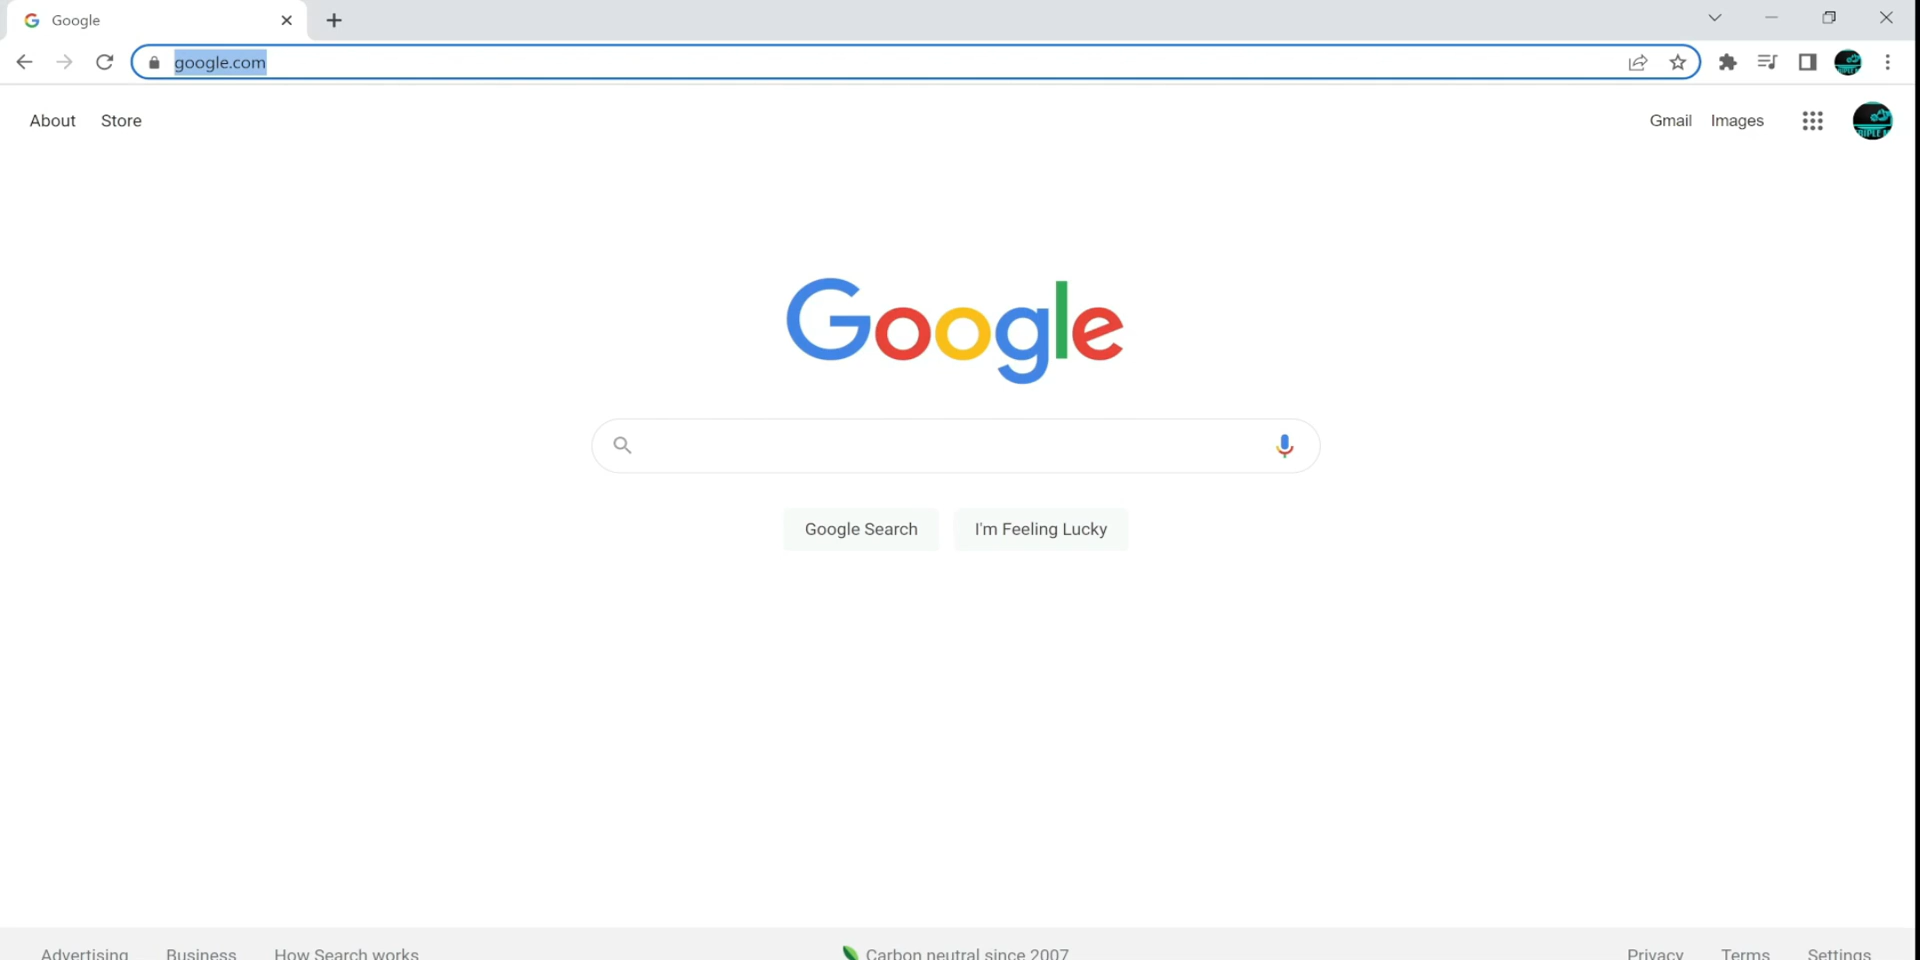 Google
google.com
About Store Gmail Images
Google
Google Search I'm Feeling Lucky
Advertising Business How Search works Carbon neutral since 2007 Privacy Terms Settings